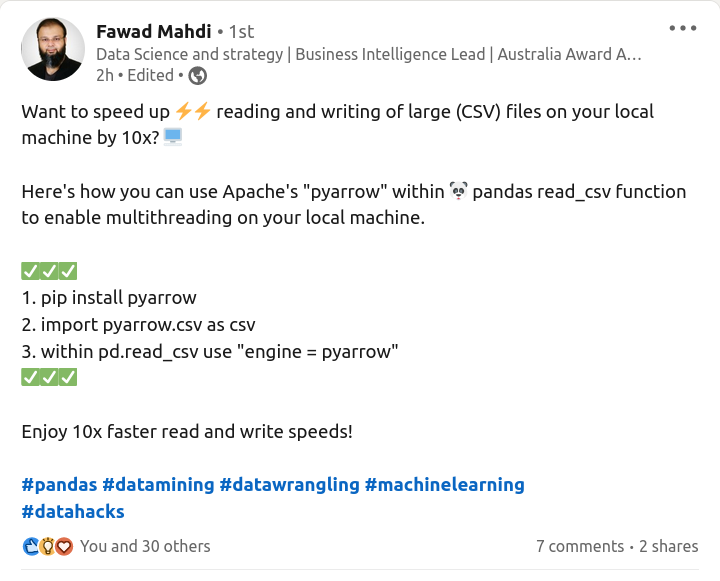 Fawad Mahdi • 1st
Data Science and strategy | Business Intelligence Lead | Australia Award A...
2h • Edited •
Want to speed up ⚡⚡ reading and writing of large (CSV) files on your local
machine by 10x? 🖥️
Here's how you can use Apache's "pyarrow" within 🐼 pandas read_csv function
to enable multithreading on your local machine.
✅✅✅
1. pip install pyarrow
2. import pyarrow.csv as csv
3. within pd.read_csv use "engine = pyarrow"
✅✅✅
Enjoy 10x faster read and write speeds!
#pandas #datamining #datawrangling #machinelearning
#datahacks
You and 30 others 7 comments • 2 shares